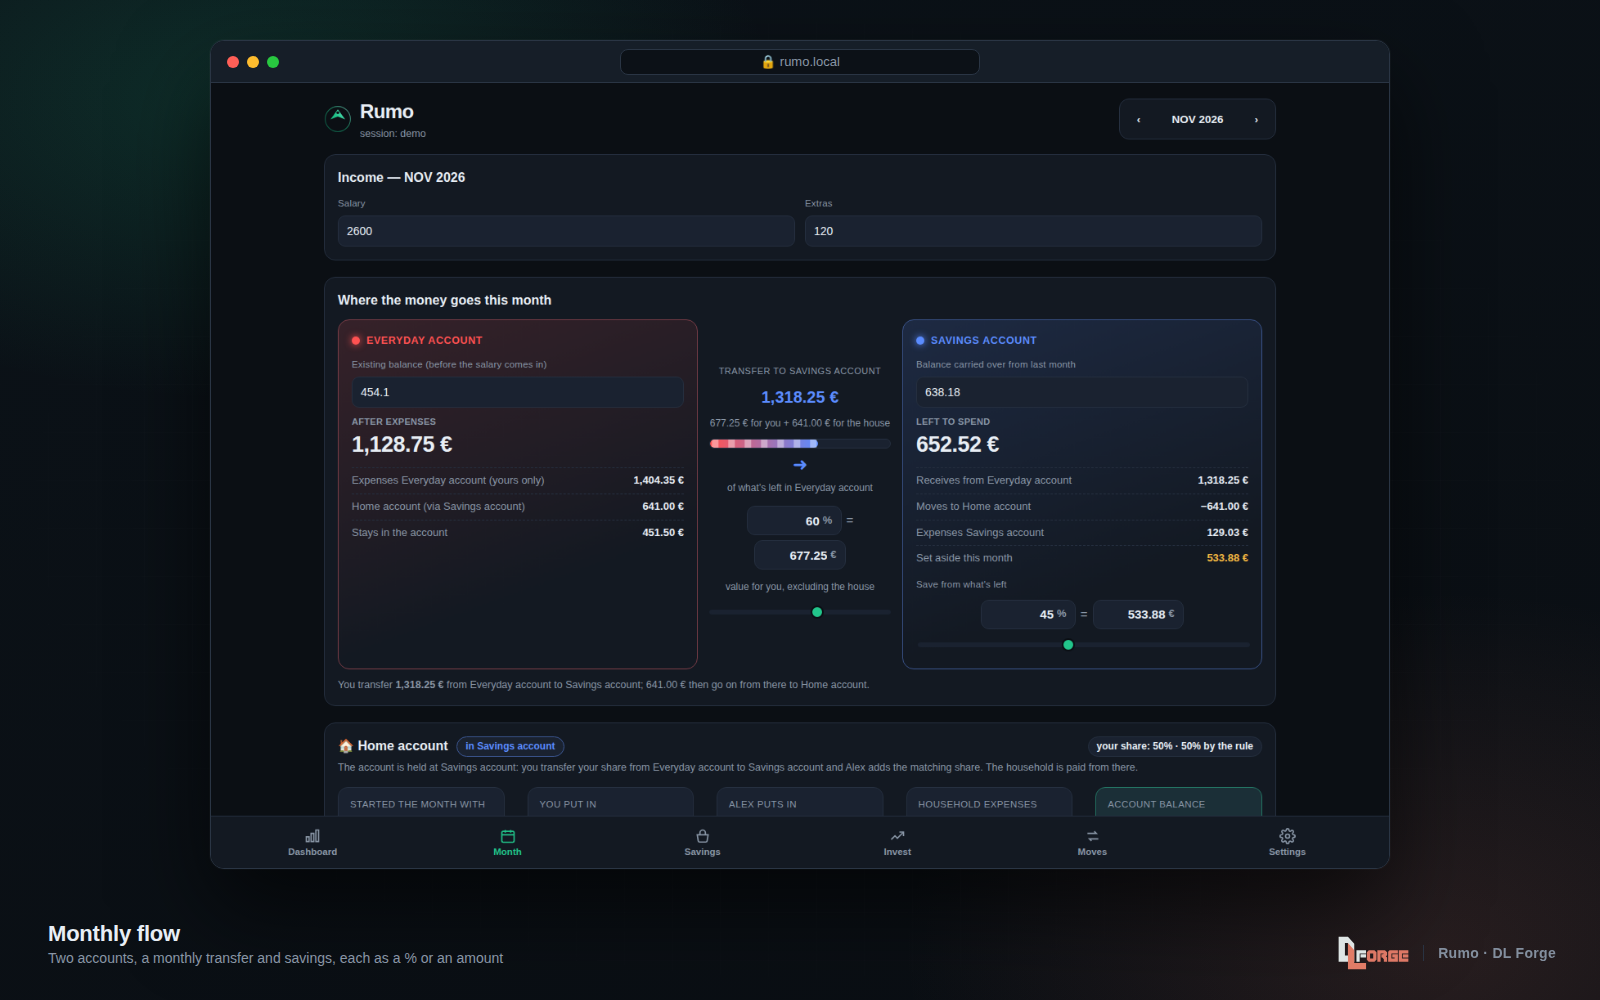 🔒 rumo.local
Rumo
session: demo
‹ NOV 2026 ›
Income — NOV 2026
Salary
Extras
2600
120
Where the money goes this month
EVERYDAY ACCOUNT
Existing balance (before the salary comes in)
454.1
AFTER EXPENSES
1,128.75 €
Expenses Everyday account (yours only) 1,404.35 €
Home account (via Savings account) 641.00 €
Stays in the account 451.50 €
TRANSFER TO SAVINGS ACCOUNT
1,318.25 €
677.25 € for you + 641.00 € for the house
➜
of what's left in Everyday account
60 % =
677.25 €
value for you, excluding the house
SAVINGS ACCOUNT
Balance carried over from last month
638.18
LEFT TO SPEND
652.52 €
Receives from Everyday account 1,318.25 €
Moves to Home account −641.00 €
Expenses Savings account 129.03 €
Set aside this month 533.88 €
Save from what's left
45 % = 533.88 €
You transfer 1,318.25 € from Everyday account to Savings account; 641.00 € then go on from there to Home account.
🏠 Home account in Savings account
your share: 50% · 50% by the rule
The account is held at Savings account: you transfer your share from Everyday account to Savings account and Alex adds the matching share. The household is paid from there.
STARTED THE MONTH WITH
YOU PUT IN
ALEX PUTS IN
HOUSEHOLD EXPENSES
ACCOUNT BALANCE
Dashboard
Month
Savings
Invest
Moves
Settings
Monthly flow
Two accounts, a monthly transfer and savings, each as a % or an amount
DL FORGE
Rumo · DL Forge